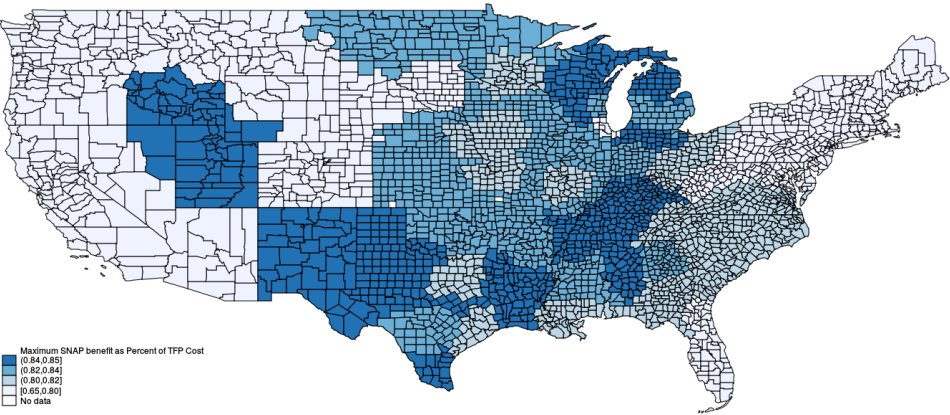 Maximum SNAP benefit as Percent of TFP Cost
(0.84,0.85]
(0.82,0.84]
(0.80,0.82]
[0.65,0.80]
No data